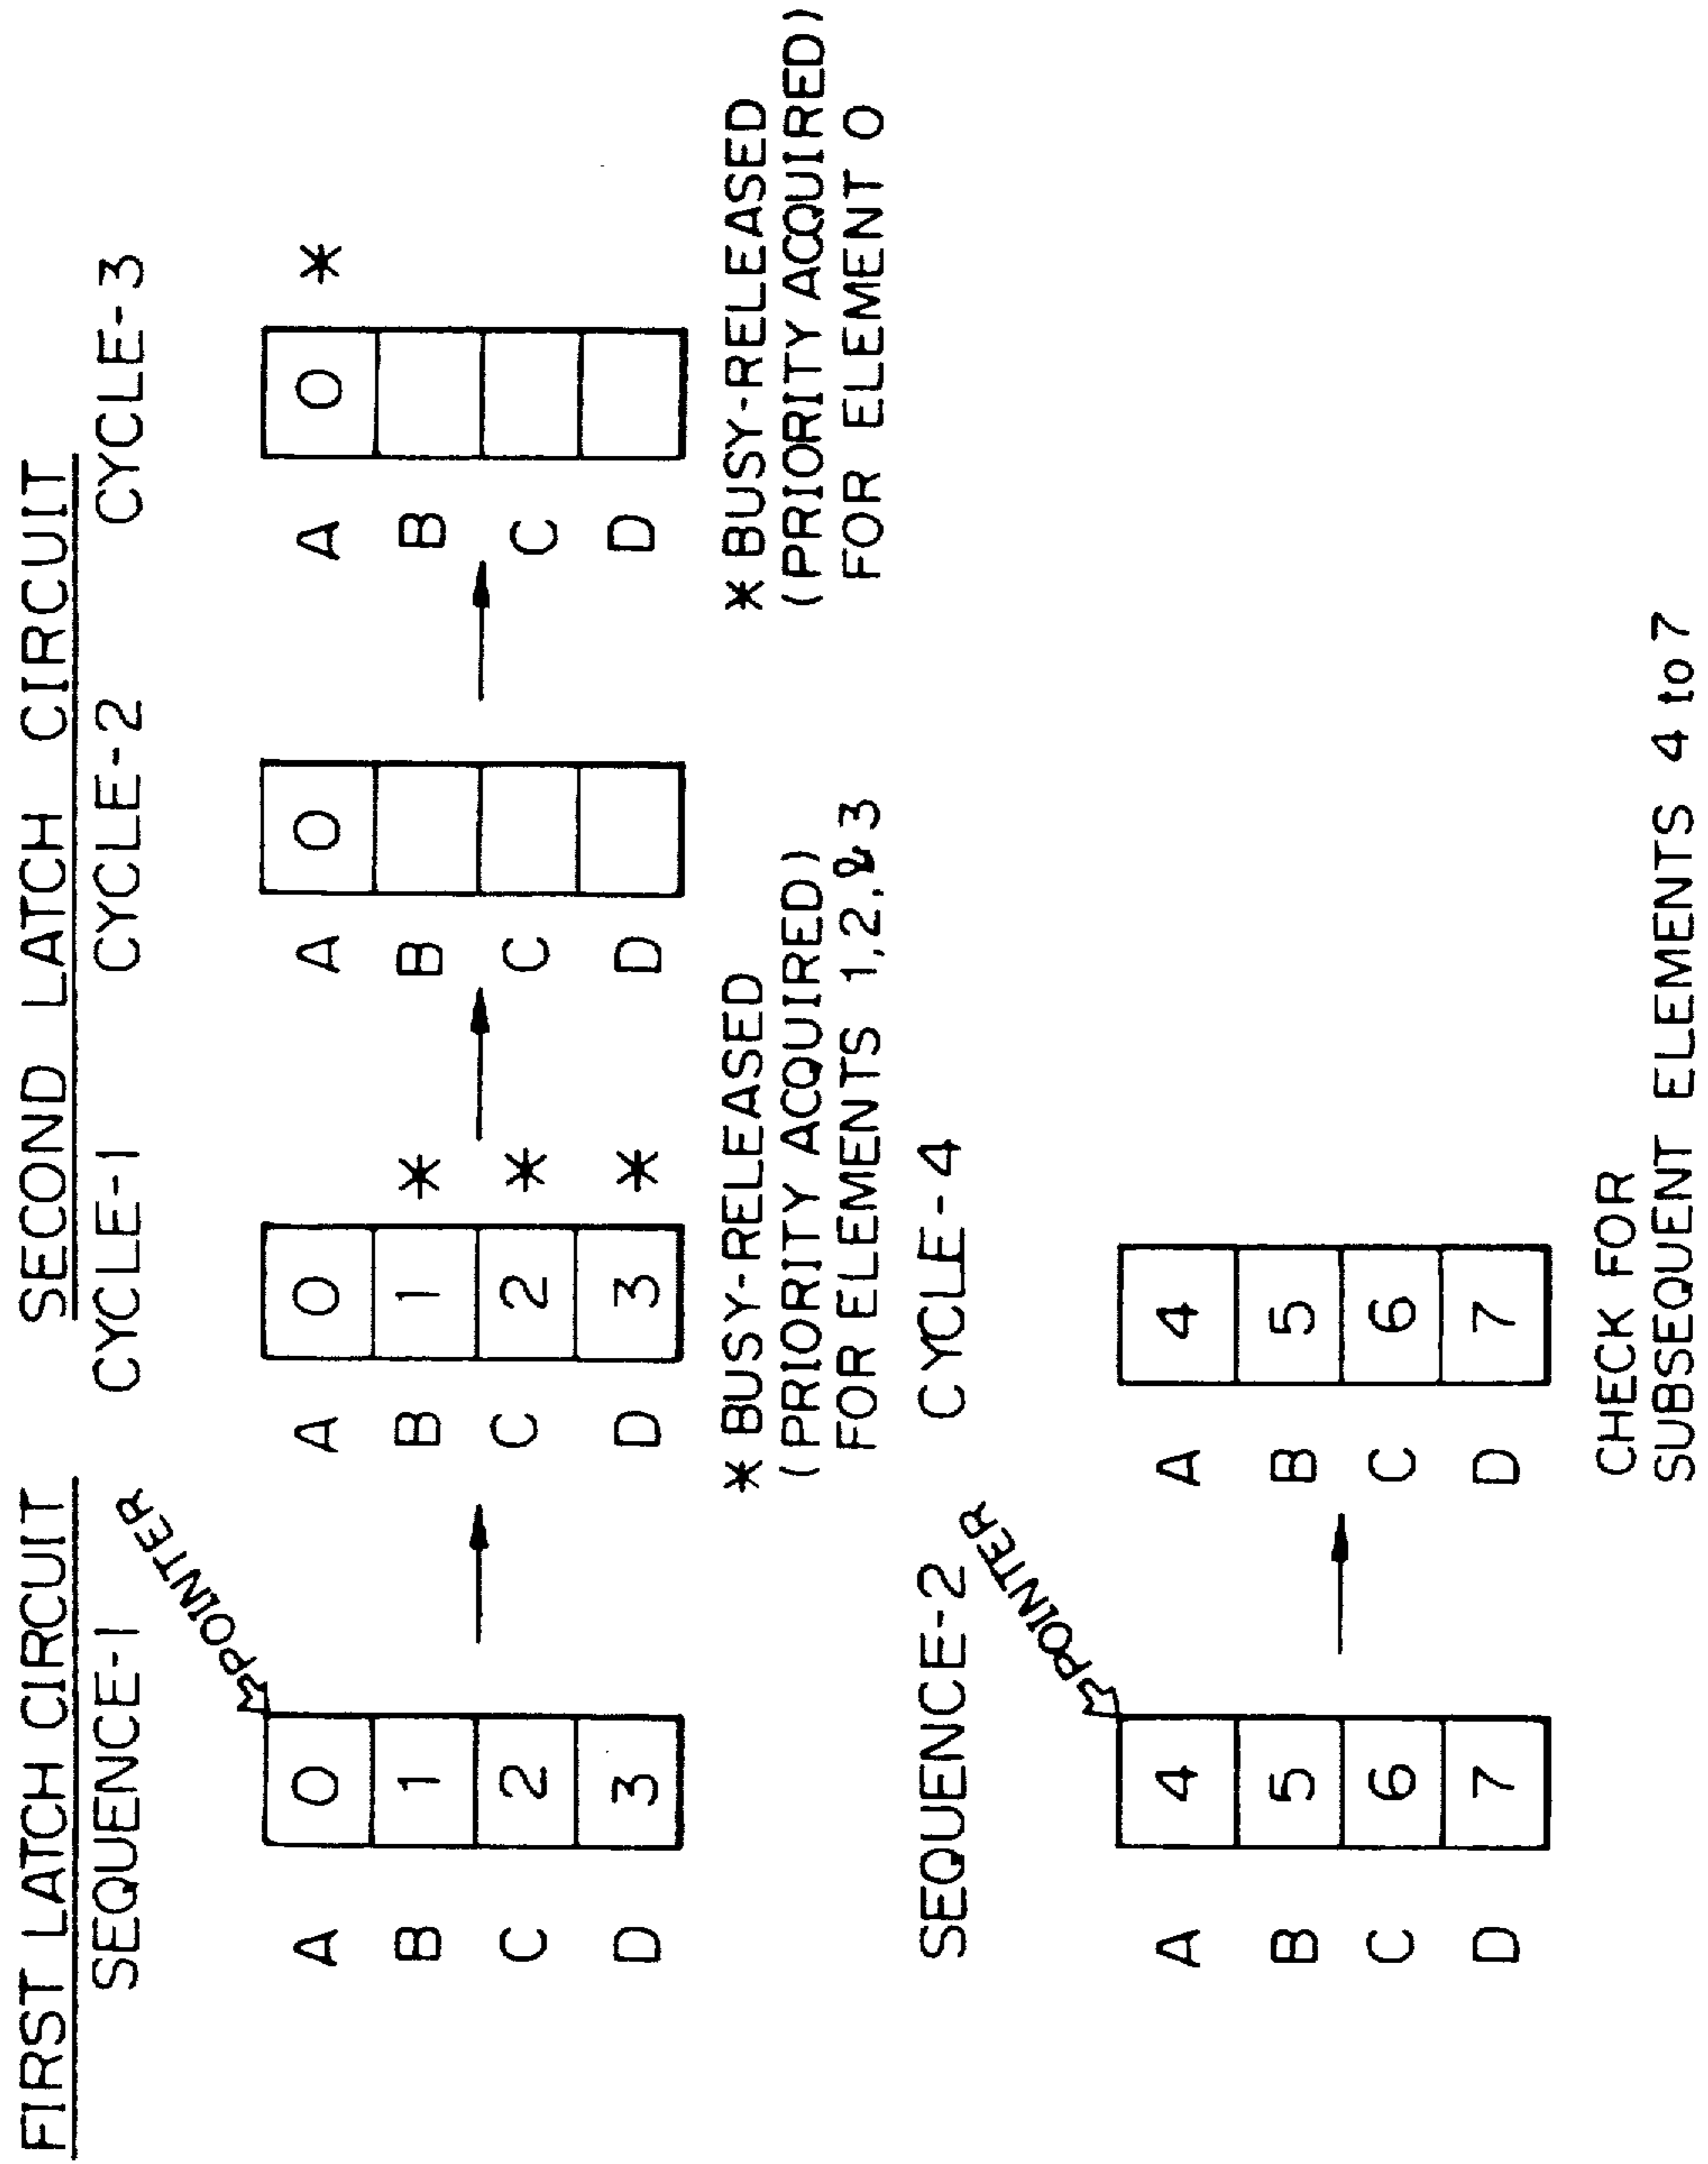 FIRST LATCH CIRCUIT
SECOND LATCH CIRCUIT
SEQUENCE-1
CYCLE-1
CYCLE-2
CYCLE-3
POINTER
A 0
B 1
C 2
D 3
A 0
B 1 *
C 2 *
D 3 *
A 0
B
C
D
A 0 *
B
C
D
* BUSY-RELEASED
(PRIORITY ACQUIRED)
FOR ELEMENTS 1,2,& 3
* BUSY-RELEASED
(PRIORITY ACQUIRED)
FOR ELEMENT 0
SEQUENCE-2
CYCLE-4
POINTER
A 4
B 5
C 6
D 7
A 4
B 5
C 6
D 7
CHECK FOR
SUBSEQUENT ELEMENTS 4 to 7